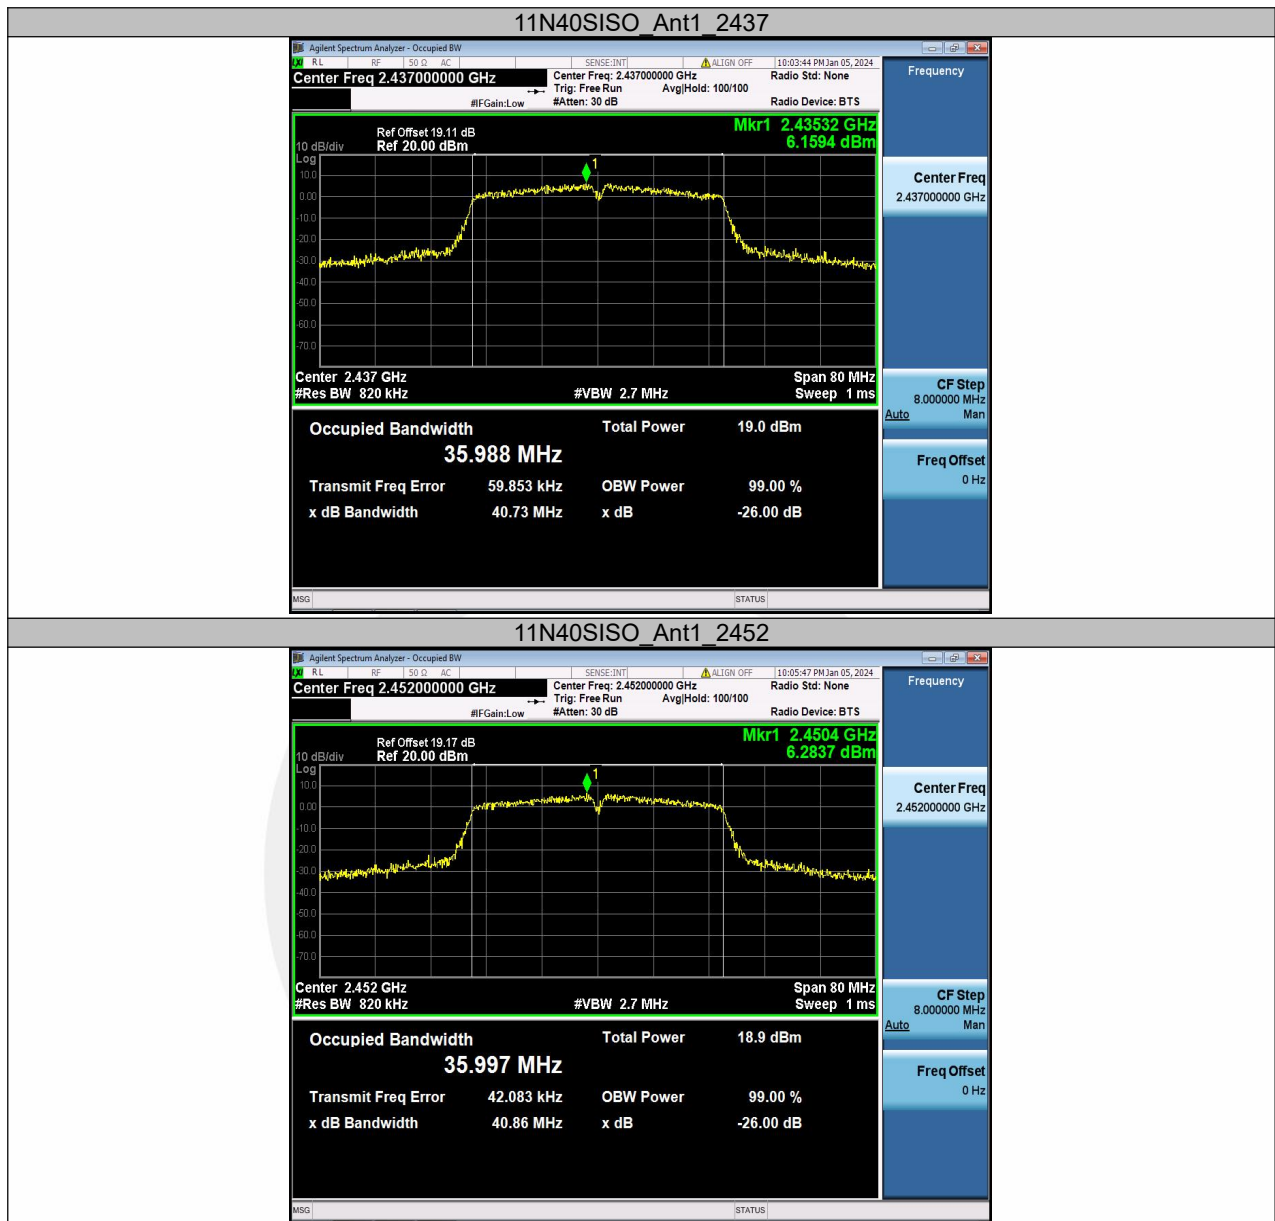 11N40SISO_Ant1_2437
Agilent Spectrum Analyzer - Occupied BW
RL RF 50 Ω AC SENSE:INT ALIGN OFF 10:03:44 PM Jan 05, 2024
Center Freq 2.437000000 GHz
Center Freq: 2.437000000 GHz Radio Std: None
Trig: Free Run Avg|Hold: 100/100
#IFGain:Low #Atten: 30 dB Radio Device: BTS
Frequency
Ref Offset 19.11 dB Mkr1 2.43532 GHz
10 dB/div Ref 20.00 dBm 6.1594 dBm
Log
1
10.0
0.00
-10.0
-20.0
-30.0
-40.0
-50.0
-60.0
-70.0
Center 2.437 GHz Span 80 MHz
#Res BW 820 kHz #VBW 2.7 MHz Sweep 1 ms
Occupied Bandwidth Total Power 19.0 dBm
35.988 MHz
Transmit Freq Error 59.853 kHz OBW Power 99.00 %
x dB Bandwidth 40.73 MHz x dB -26.00 dB
Center Freq
2.437000000 GHz
CF Step
8.000000 MHz
Auto Man
Freq Offset
0 Hz
MSG STATUS
11N40SISO_Ant1_2452
Agilent Spectrum Analyzer - Occupied BW
RL RF 50 Ω AC SENSE:INT ALIGN OFF 10:05:47 PM Jan 05, 2024
Center Freq 2.452000000 GHz
Center Freq: 2.452000000 GHz Radio Std: None
Trig: Free Run Avg|Hold: 100/100
#IFGain:Low #Atten: 30 dB Radio Device: BTS
Frequency
Ref Offset 19.17 dB Mkr1 2.4504 GHz
10 dB/div Ref 20.00 dBm 6.2837 dBm
Log
1
10.0
0.00
-10.0
-20.0
-30.0
-40.0
-50.0
-60.0
-70.0
Center 2.452 GHz Span 80 MHz
#Res BW 820 kHz #VBW 2.7 MHz Sweep 1 ms
Occupied Bandwidth Total Power 18.9 dBm
35.997 MHz
Transmit Freq Error 42.083 kHz OBW Power 99.00 %
x dB Bandwidth 40.86 MHz x dB -26.00 dB
Center Freq
2.452000000 GHz
CF Step
8.000000 MHz
Auto Man
Freq Offset
0 Hz
MSG STATUS